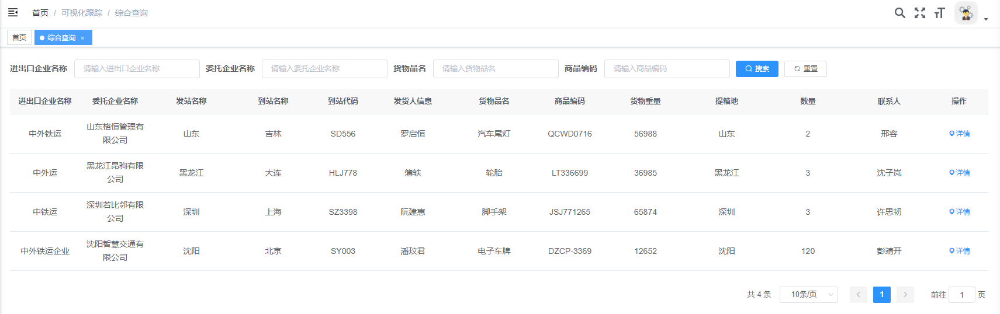 首页 / 可视化跟踪 / 综合查询
首页 综合查询 ×
进出口企业名称 请输入进出口企业名称 委托企业名称 请输入委托企业名称 货物品名 请输入货物品名 商品编码 请输入商品编码 搜索 重置
进出口企业名称 委托企业名称 发站名称 到站名称 到站代码 发货人信息 货物品名 商品编码 货物重量 提箱地 数量 联系人 操作
中外铁运 山东格恒管理有限公司 山东 吉林 SD556 罗启恒 汽车尾灯 QCWD0716 56988 山东 2 邢容 详情
中外运 黑龙江昂驹有限公司 黑龙江 大连 HLJ778 簿轶 轮胎 LT336699 36985 黑龙江 3 沈子岚 详情
中铁运 深圳若比邻有限公司 深圳 上海 SZ3398 阮建惠 脚手架 JSJ771265 65874 深圳 3 许思韧 详情
中外铁运企业 沈阳智慧交通有限公司 沈阳 北京 SY003 潘玟君 电子车牌 DZCP-3369 12652 沈阳 120 彭靖开 详情
共 4 条 10条/页 1 前往 1 页